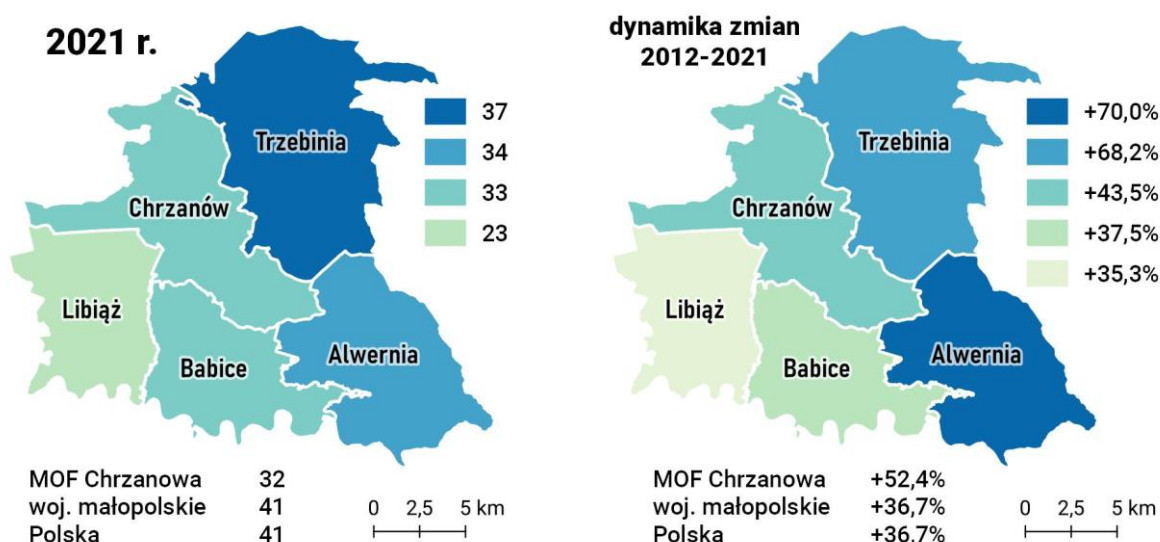 2021 r.
Trzebinia
Chrzanów
Libiąż
Babice
Alwernia
37
34
33
23
MOF Chrzanowa 32
woj. małopolskie 41
Polska 41
0 2,5 5 km
dynamika zmian
2012-2021
Trzebinia
Chrzanów
Libiąż
Babice
Alwernia
+70,0%
+68,2%
+43,5%
+37,5%
+35,3%
MOF Chrzanowa +52,4%
woj. małopolskie +36,7%
Polska +36,7%
0 2,5 5 km